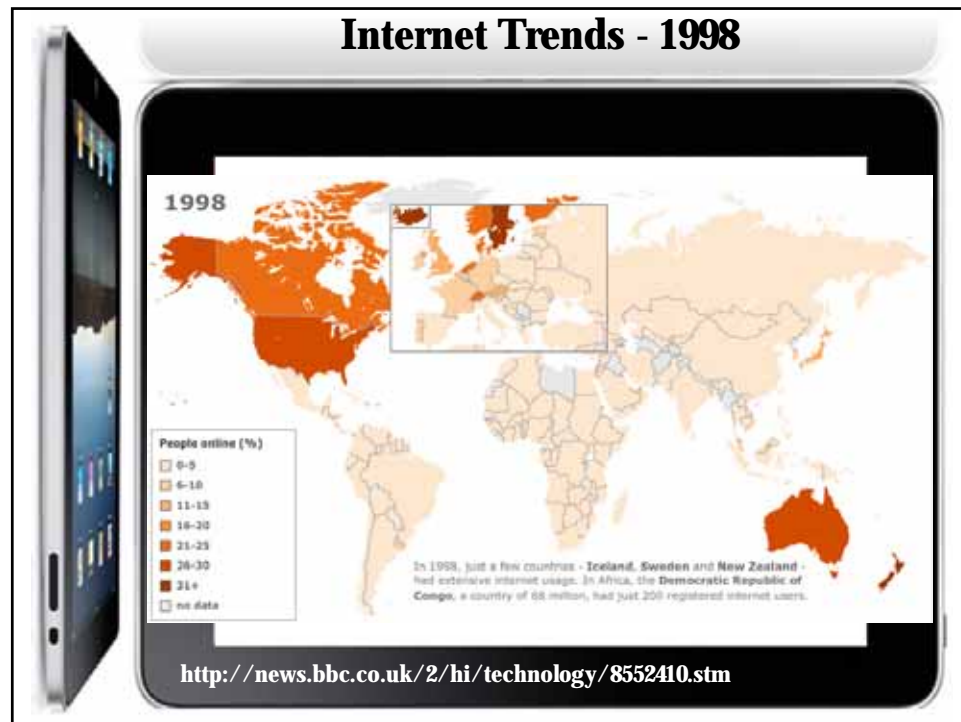 Internet Trends - 1998
1998
People online (%)
0-5
6-10
11-15
16-20
21-25
26-30
31+
no data
In 1998, just a few countries - Iceland, Sweden and New Zealand -
had extensive internet usage. In Africa, the Democratic Republic of
Congo, a country of 68 million, had just 200 registered internet users.
http://news.bbc.co.uk/2/hi/technology/8552410.stm